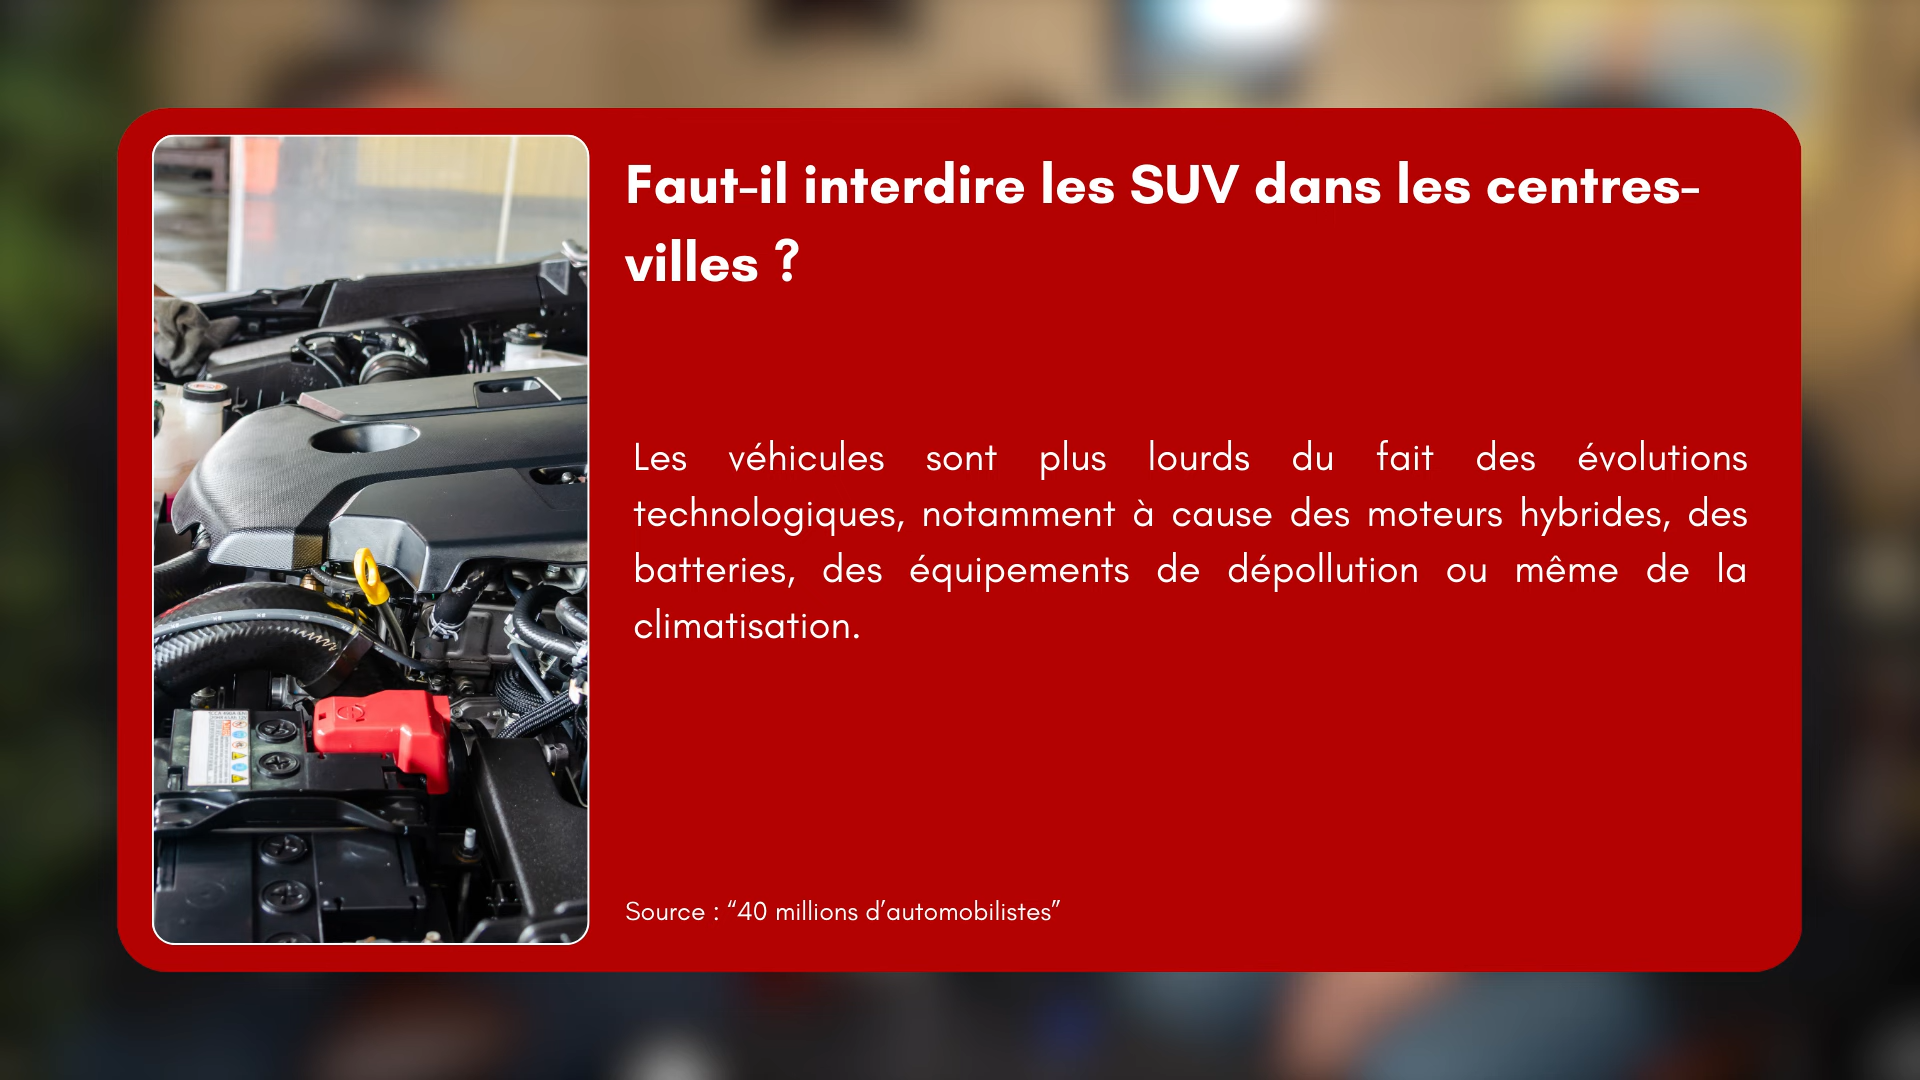 Faut-il interdire les SUV dans les centres-
villes ?
Les véhicules sont plus lourds du fait des évolutions
technologiques, notamment à cause des moteurs hybrides, des
batteries, des équipements de dépollution ou même de la
climatisation.
Source : “40 millions d’automobilistes”